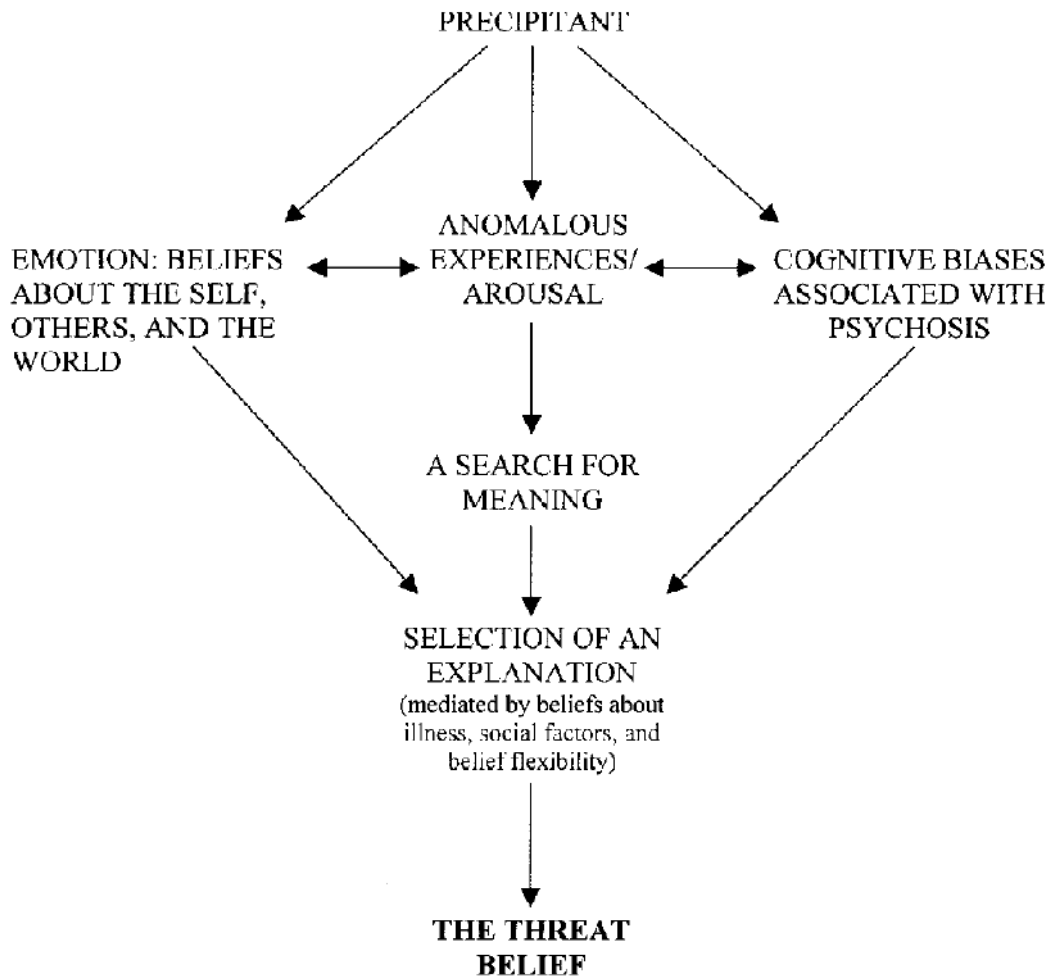 PRECIPITANT
EMOTION: BELIEFS
ABOUT THE SELF,
OTHERS, AND THE
WORLD
ANOMALOUS
EXPERIENCES/
AROUSAL
COGNITIVE BIASES
ASSOCIATED WITH
PSYCHOSIS
A SEARCH FOR
MEANING
SELECTION OF AN
EXPLANATION
(mediated by beliefs about
illness, social factors, and
belief flexibility)
THE THREAT
BELIEF